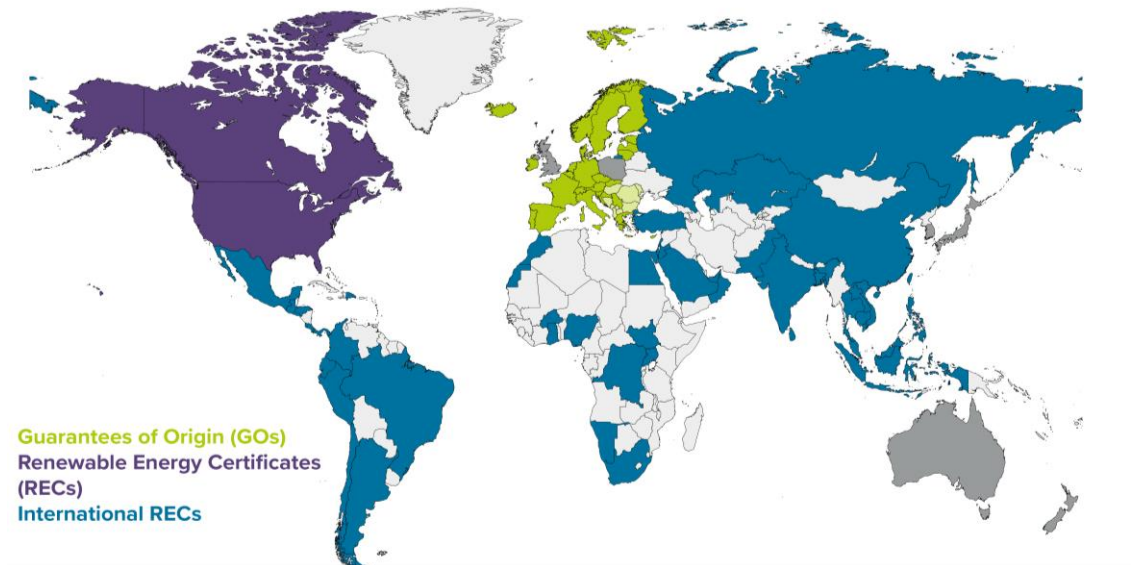 Guarantees of Origin (GOs)
Renewable Energy Certificates
(RECs)
International RECs